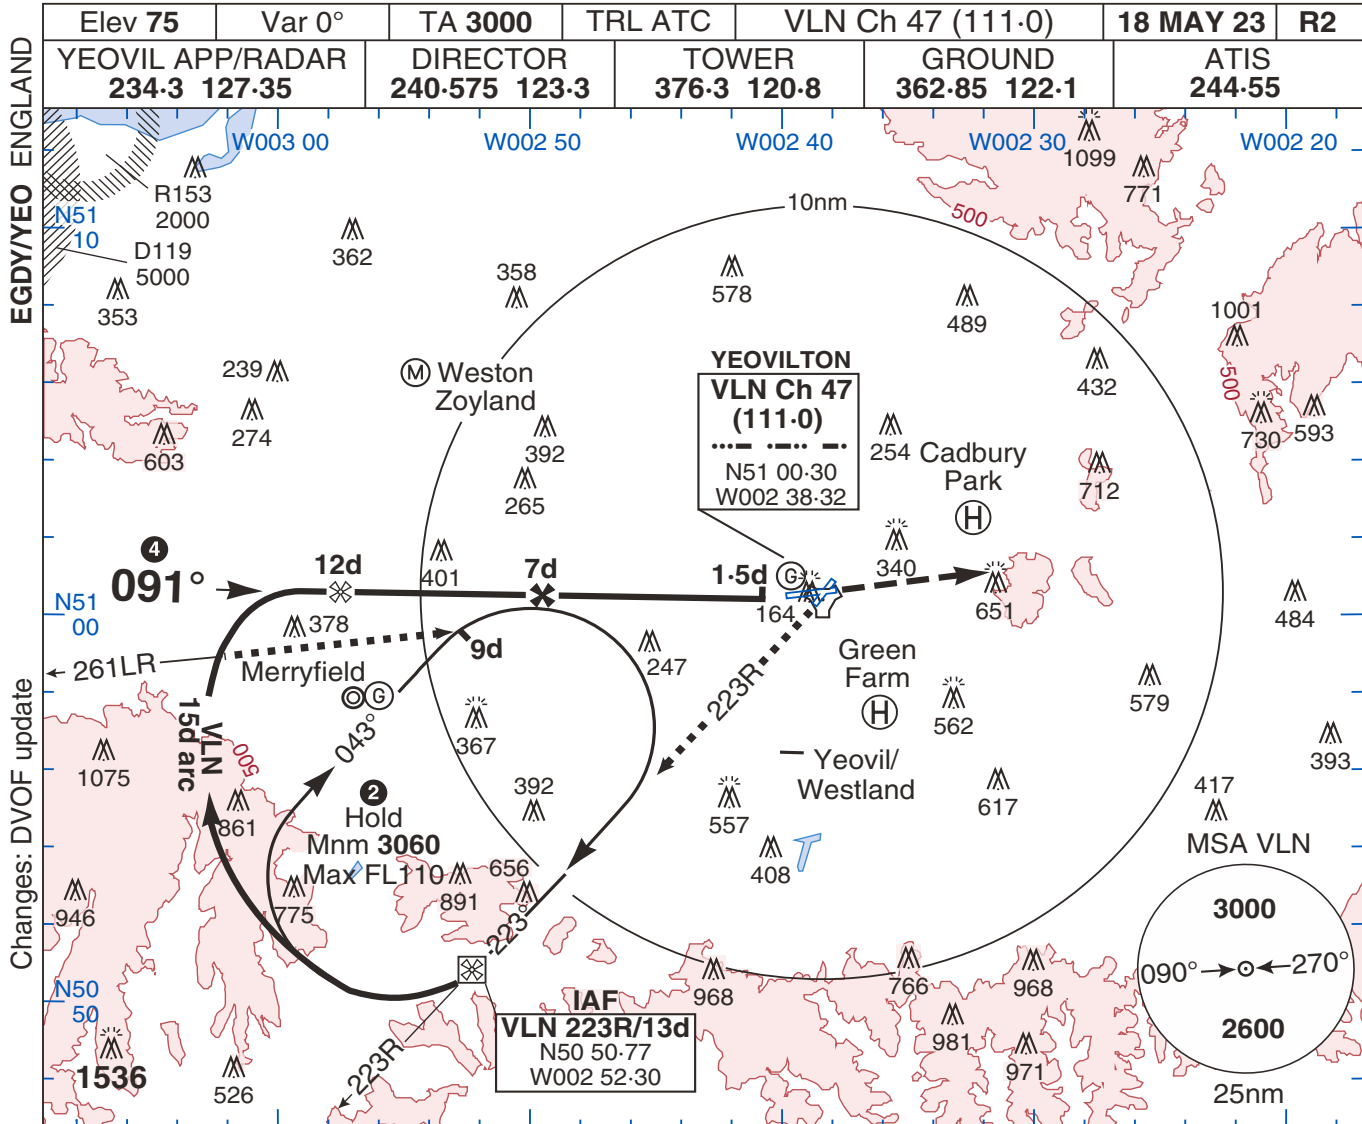 Elev 75
Var 0°
TA 3000
TRL ATC
VLN Ch 47 (111·0)
18 MAY 23
R2
YEOVIL APP/RADAR
234·3 127·35
DIRECTOR
240·575 123·3
TOWER
376·3 120·8
GROUND
362·85 122·1
ATIS
244·55
EGDY/YEO ENGLAND
Changes: DVOF update
W003 00
W002 50
W002 40
W002 30
W002 20
1099
771
R153
2000
N51
10
D119
5000
353
362
358
10nm
578
500
489
1001
432
500
730
593
239
274
603
M
Weston
Zoyland
392
265
YEOVILTON
VLN Ch 47
(111·0)
N51 00·30
W002 38·32
254
Cadbury
Park
H
712
4
091°
12d
401
7d
1·5d
G
164
340
651
484
N51
00
378
261LR
Merryfield
G
9d
247
223R
Green
Farm
H
562
579
393
VLN
15d arc
500
043°
367
1075
861
2
Hold
Mnm 3060
Max FL110
392
557
Yeovil/
Westland
408
617
417
MSA VLN
3000
090°
270°
2600
25nm
946
775
891
656
223°
968
766
968
981
971
N50
50
1536
526
223R
IAF
VLN 223R/13d
N50 50·77
W002 52·30